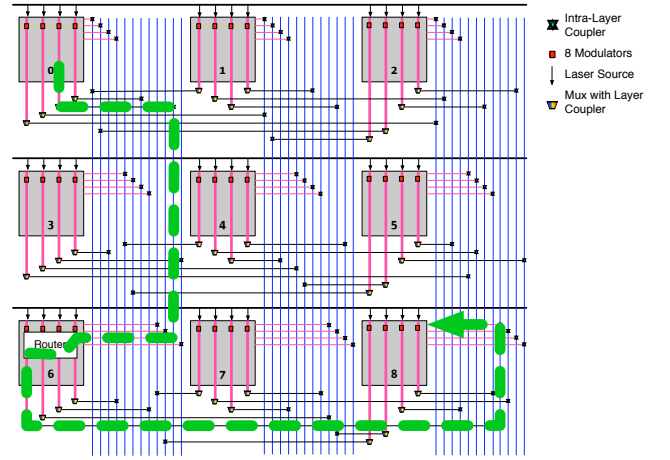 Intra-Layer
Coupler
8 Modulators
Laser Source
Mux with Layer
Coupler
0
1
2
3
4
5
Router
6
7
8